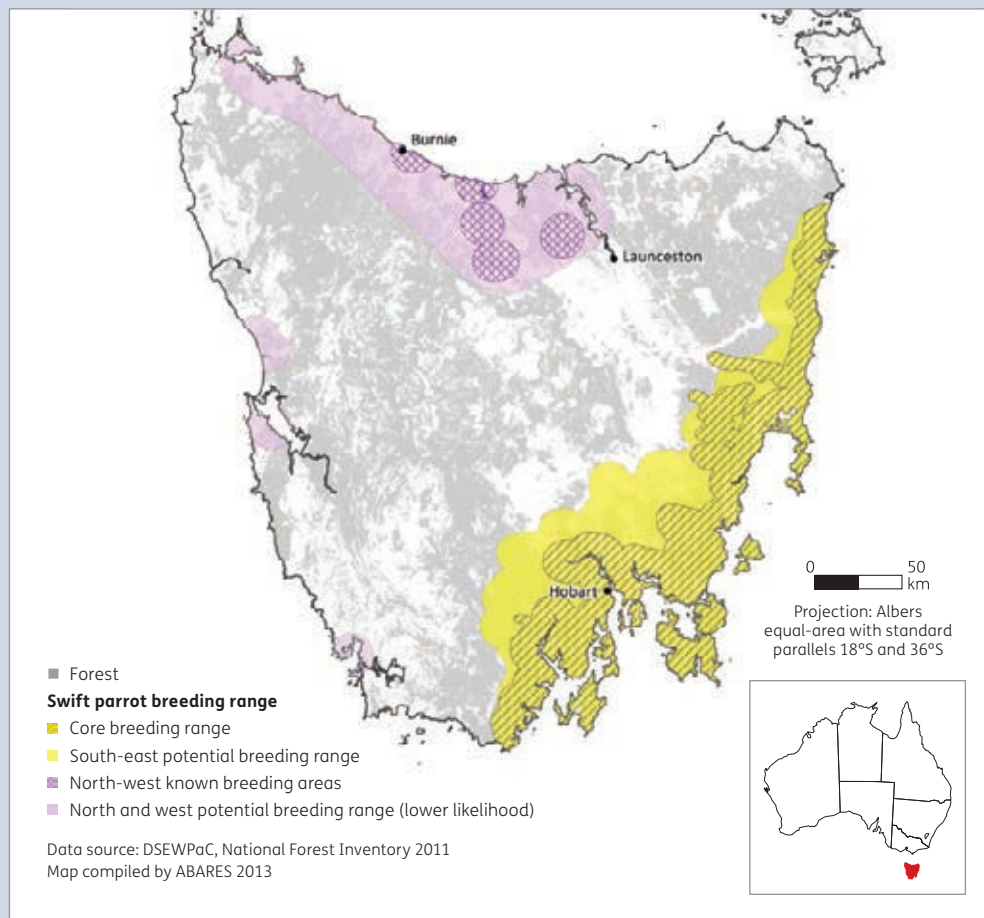 Burnie
Launceston
Hobart
0 50
km
Projection: Albers
equal-area with standard
parallels 18°S and 36°S
Forest
Swift parrot breeding range
Core breeding range
South-east potential breeding range
North-west known breeding areas
North and west potential breeding range (lower likelihood)
Data source: DSEWPaC, National Forest Inventory 2011
Map compiled by ABARES 2013